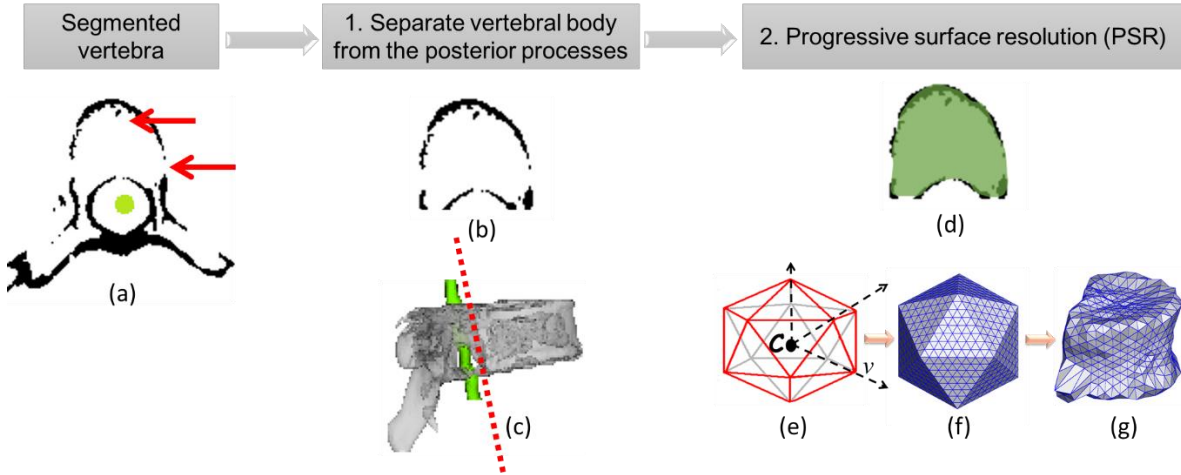 Segmented
vertebra
1. Separate vertebral body
from the posterior processes
2. Progressive surface resolution (PSR)
(a)
(b)
(c)
(d)
C
v
(e)
(f)
(g)